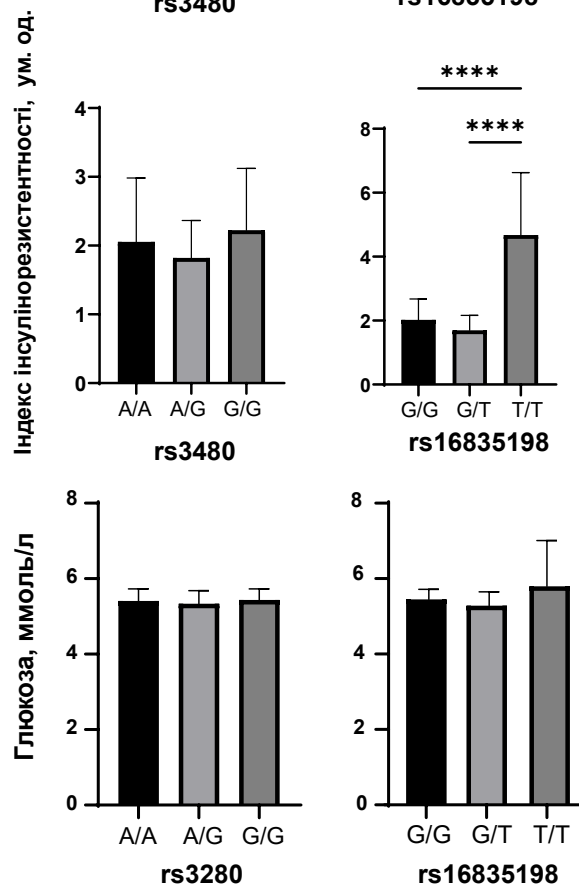 rs3480
rs16835198
Індекс інсулінорезистентності, ум. од.
4
3
2
1
0
A/A A/G G/G
rs3480
****
****
8
6
4
2
0
G/G G/T T/T
rs16835198
Глюкоза, ммоль/л
8
6
4
2
0
A/A A/G G/G
rs3280
8
6
4
2
0
G/G G/T T/T
rs16835198